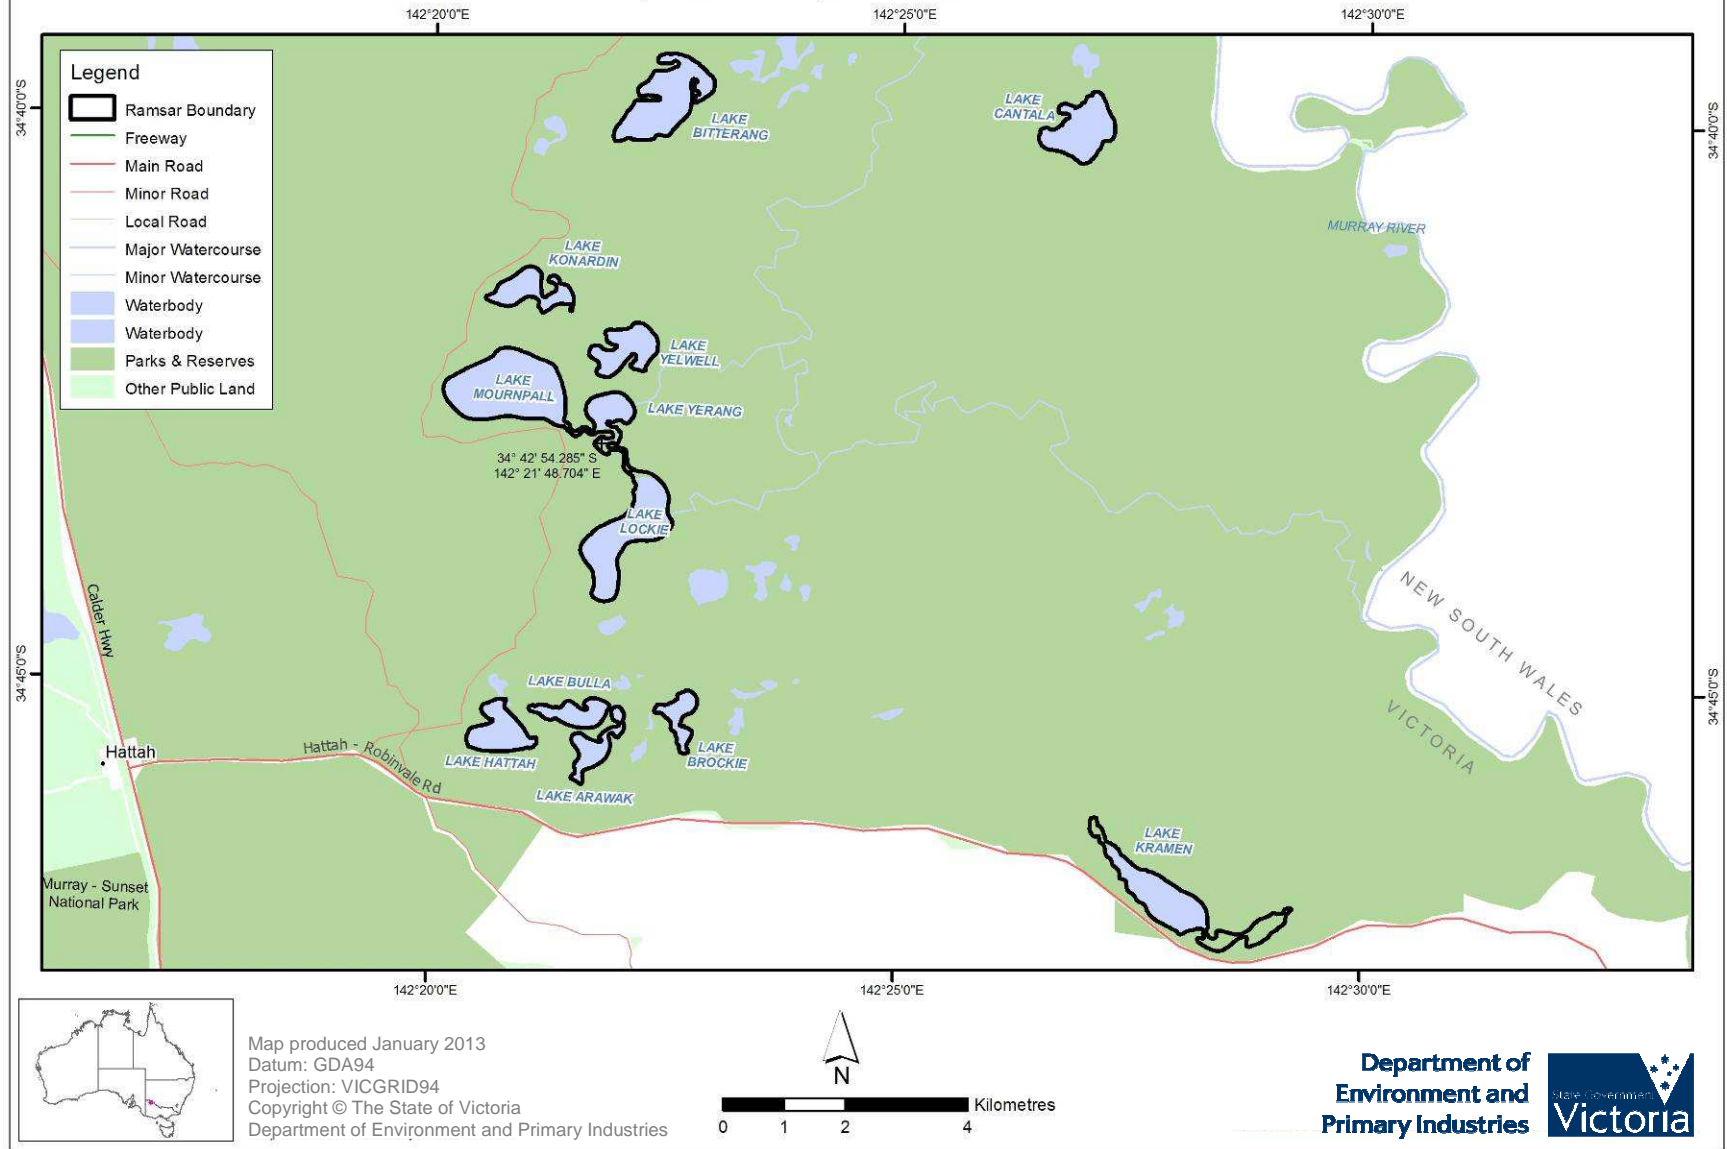 142°20'0"E
142°25'0"E
142°30'0"E
34°40'0"S
34°40'0"S
Legend
Ramsar Boundary
Freeway
Main Road
Minor Road
Local Road
Major Watercourse
Minor Watercourse
Waterbody
Waterbody
Parks & Reserves
Other Public Land
LAKE
BITTERANG
LAKE
CANTALA
MURRAY RIVER
LAKE
KONARDIN
LAKE
YELWELL
LAKE
MOURNPALL
LAKE YERANG
34° 42' 54.285" S
142° 21' 48.704" E
LAKE
LOCKIE
Calder Hwy
NEW SOUTH WALES
VICTORIA
34°45'0"S
34°45'0"S
LAKE BULLA
Hattah
Hattah - Robinvale Rd
LAKE HATTAH
LAKE
BROCKIE
LAKE ARAWAK
LAKE
KRAMEN
Murray - Sunset
National Park
142°20'0"E
142°25'0"E
142°30'0"E
Map produced January 2013
Datum: GDA94
Projection: VICGRID94
Copyright © The State of Victoria
Department of Environment and Primary Industries
N
Kilometres
0 1 2 4
Department of
Environment and
Primary Industries
State Government
Victoria